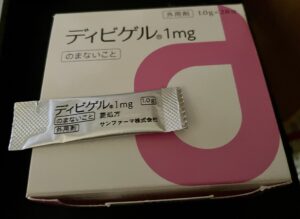 外用剤 1.0g×28包
ディビゲル®1mg
のまないこと
ディビゲル®1mg 1.0g
のまないこと 要処方
外用剤 サンファーマ株式会社